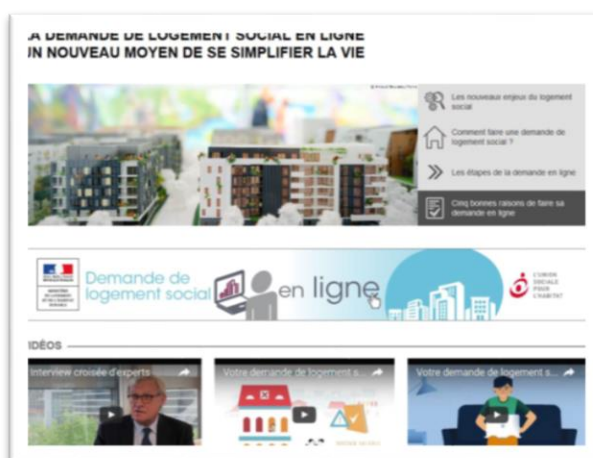 LA DEMANDE DE LOGEMENT SOCIAL EN LIGNE
UN NOUVEAU MOYEN DE SE SIMPLIFIER LA VIE
Les nouveaux enjeux du logement
social
Comment faire une demande de
logement social ?
Les étapes de la demande en ligne
Cinq bonnes raisons de faire sa
demande en ligne
Demande de
logement social
en ligne
L'UNION
SOCIALE
POUR
L'HABITAT
VIDÉOS
Interview croisée d'experts
Votre demande de logement s...
Votre demande de logement s...